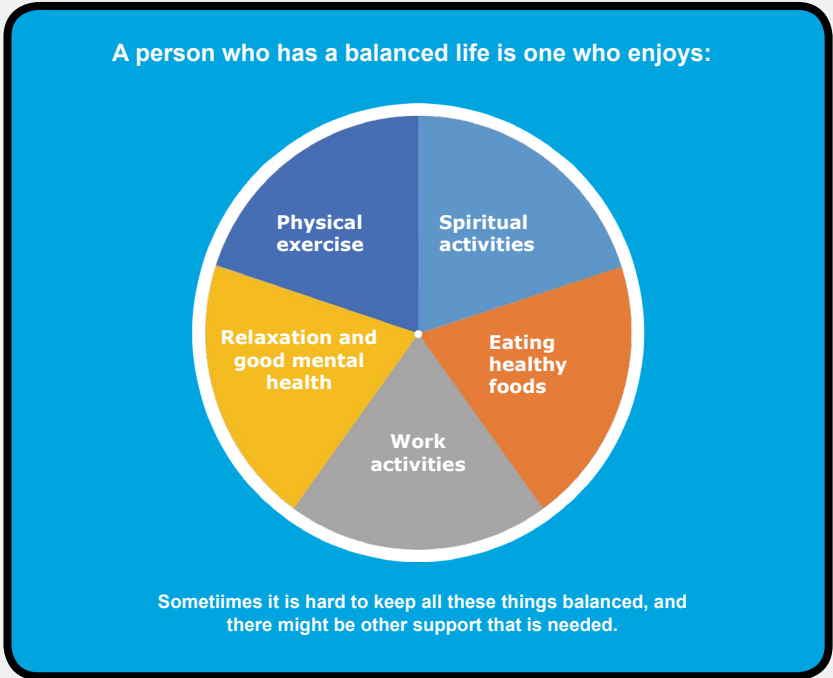 A person who has a balanced life is one who enjoys:
Physical
exercise
Spiritual
activities
Relaxation and
good mental
health
Eating
healthy
foods
Work
activities
Sometiimes it is hard to keep all these things balanced, and
there might be other support that is needed.